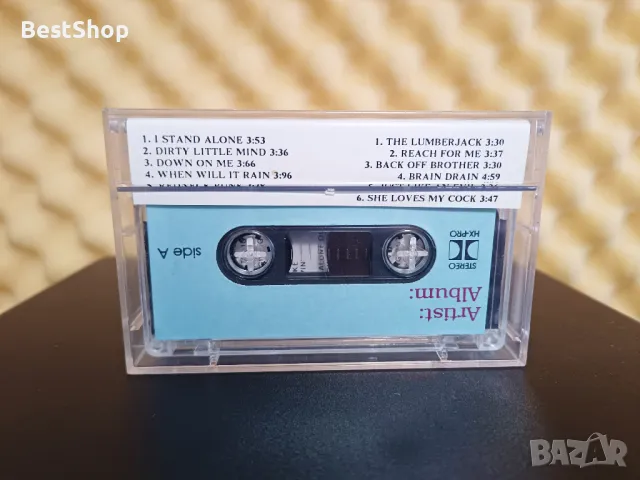 BestShop
1. I STAND ALONE 3:53
2. DIRTY LITTLE MIND 3:36
3. DOWN ON ME 3:66
4. WHEN WILL IT RAIN 3:96
1. THE LUMBERJACK 3:30
2. REACH FOR ME 3:37
3. BACK OFF BROTHER 3:30
4. BRAIN DRAIN 4:59
6. SHE LOVES MY COCK 3:47
side A
STEREO
HX-PRO
Artist:
Album:
BAZAR